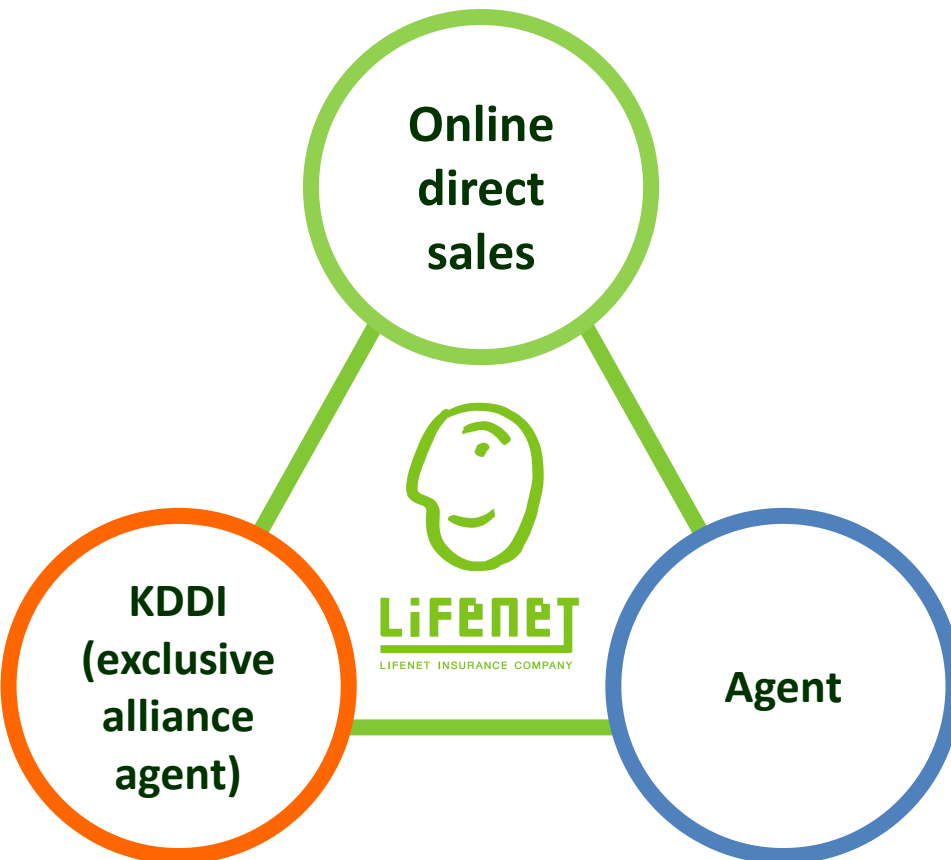 Online
direct
sales
LIFENET
LIFENET INSURANCE COMPANY
KDDI
(exclusive
alliance
agent)
Agent